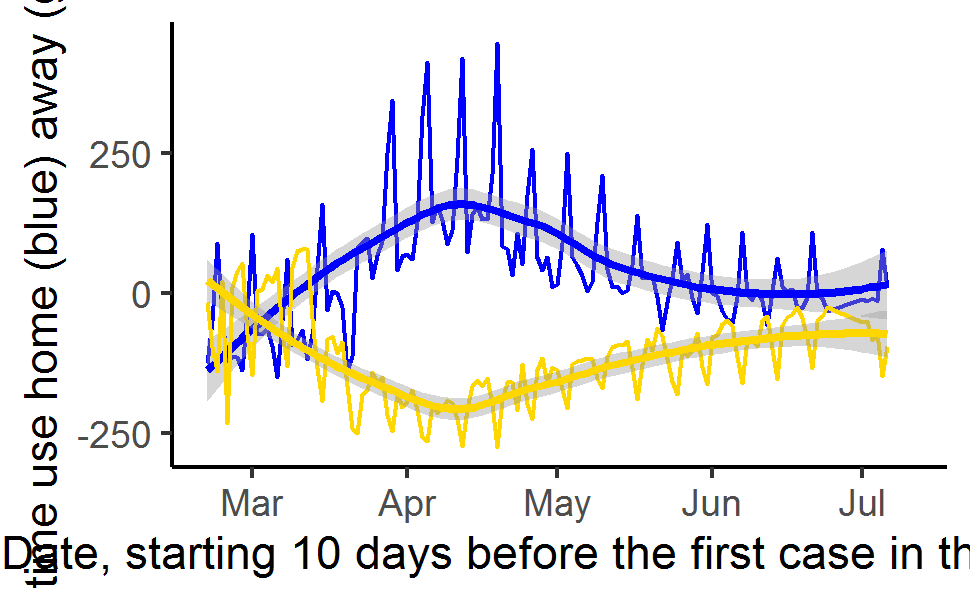 time use home (blue) away (
250
0
-250
Mar Apr May Jun Jul
Date, starting 10 days before the first case in th